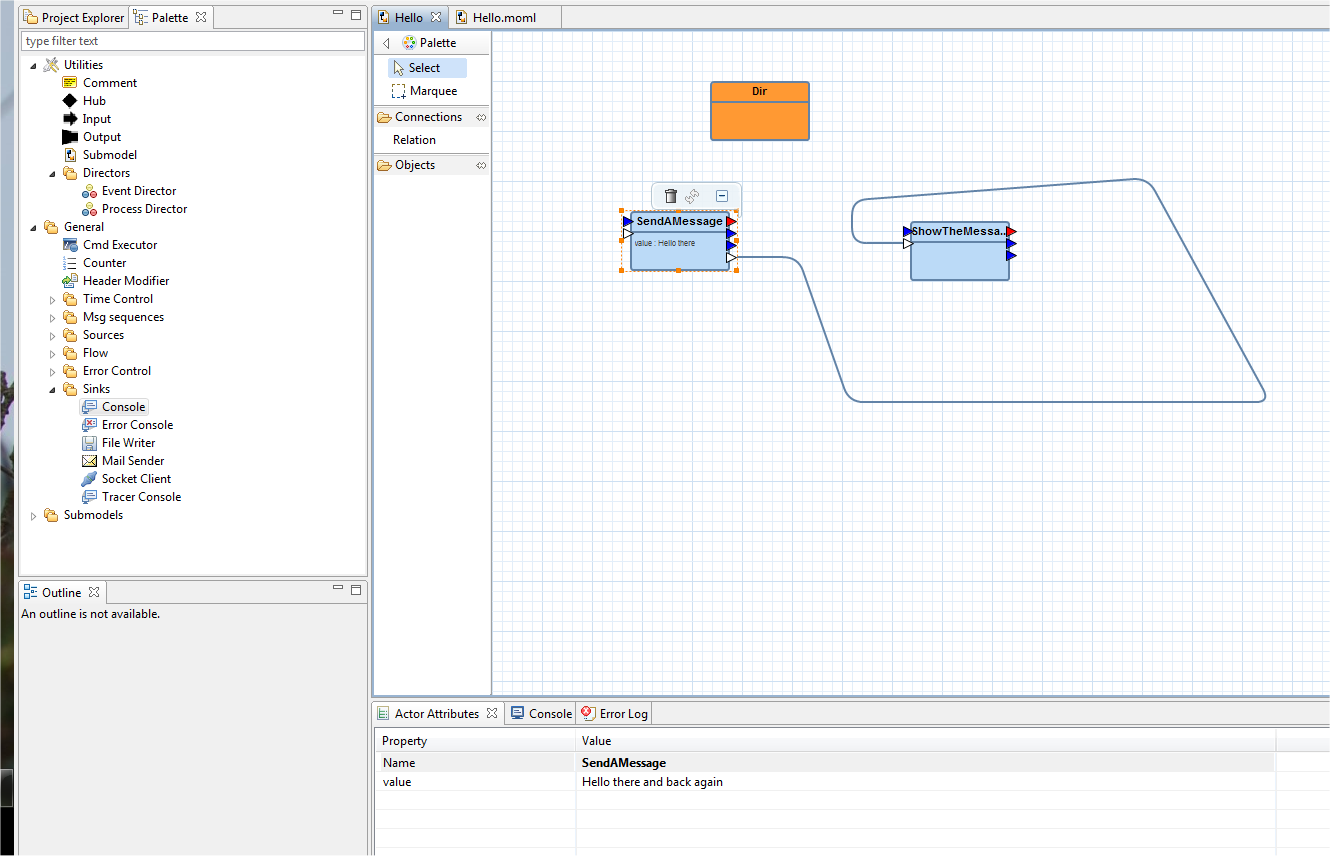 Project Explorer
Palette
type filter text
Utilities
Comment
Hub
Input
Output
Submodel
Directors
Event Director
Process Director
General
Cmd Executor
Counter
Header Modifier
Time Control
Msg sequences
Sources
Flow
Error Control
Sinks
Console
Error Console
File Writer
Mail Sender
Socket Client
Tracer Console
Submodels
Outline
An outline is not available.
Hello
Hello.moml
Palette
Select
Marquee
Connections
Relation
Objects
Dir
SendAMessage
value : Hello there
ShowTheMessa..
Actor Attributes
Console
Error Log
Property Value
Name SendAMessage
value Hello there and back again